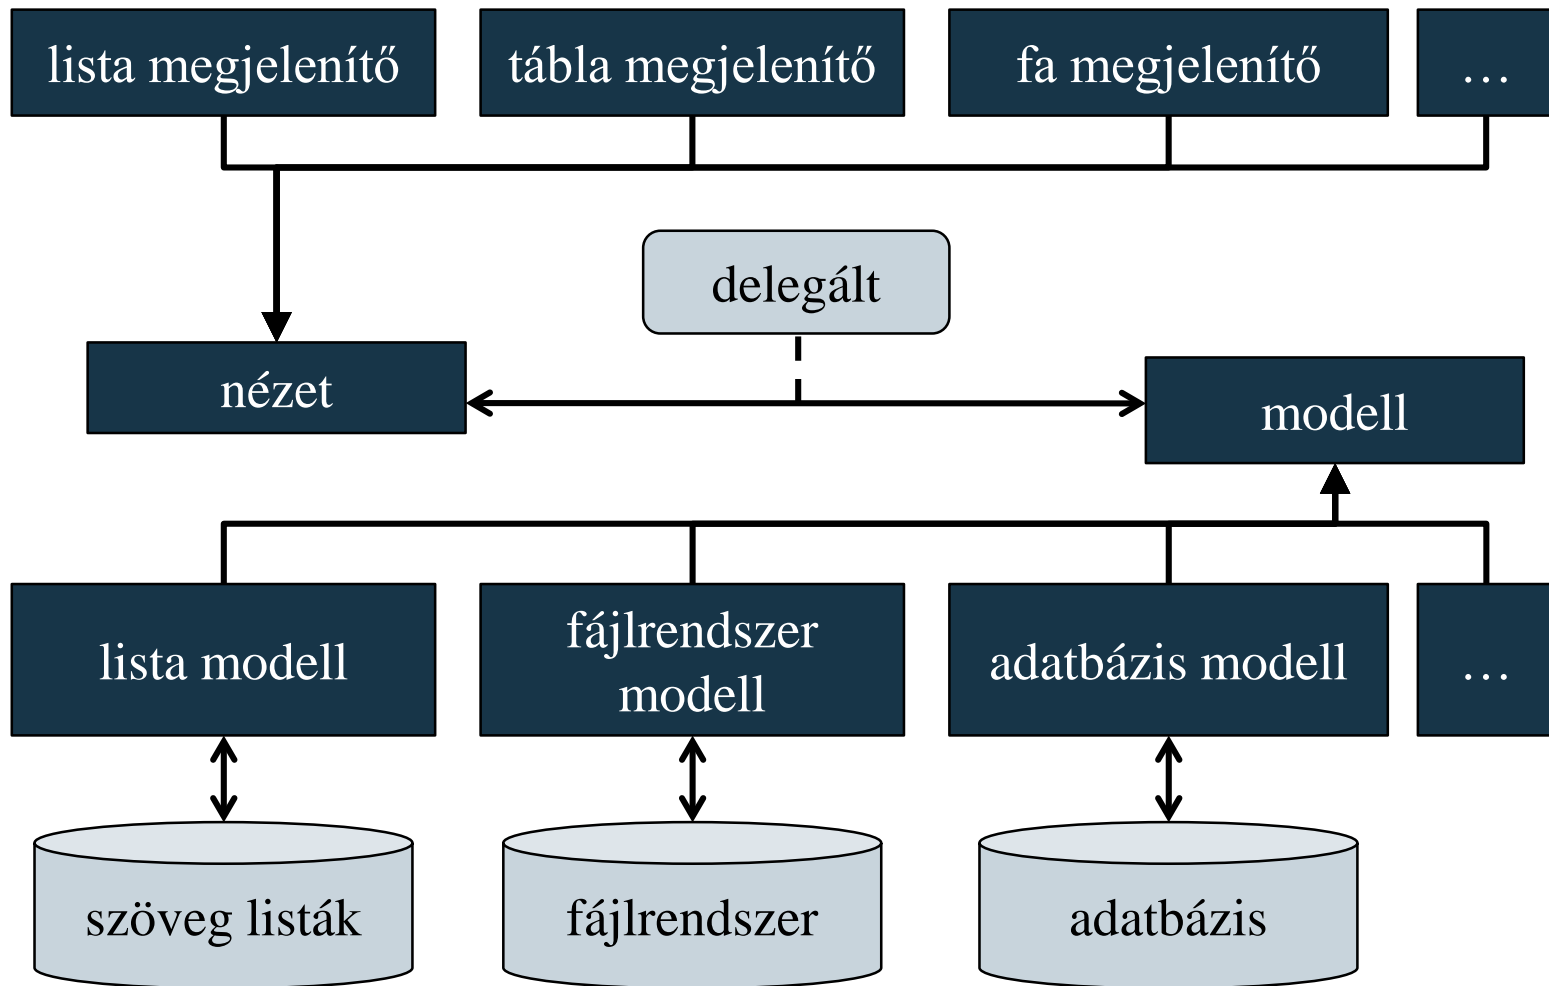 lista megjelenítő
tábla megjelenítő
fa megjelenítő
…
delegált
nézet
modell
lista modell
fájlrendszer
modell
adatbázis modell
…
szöveg listák
fájlrendszer
adatbázis